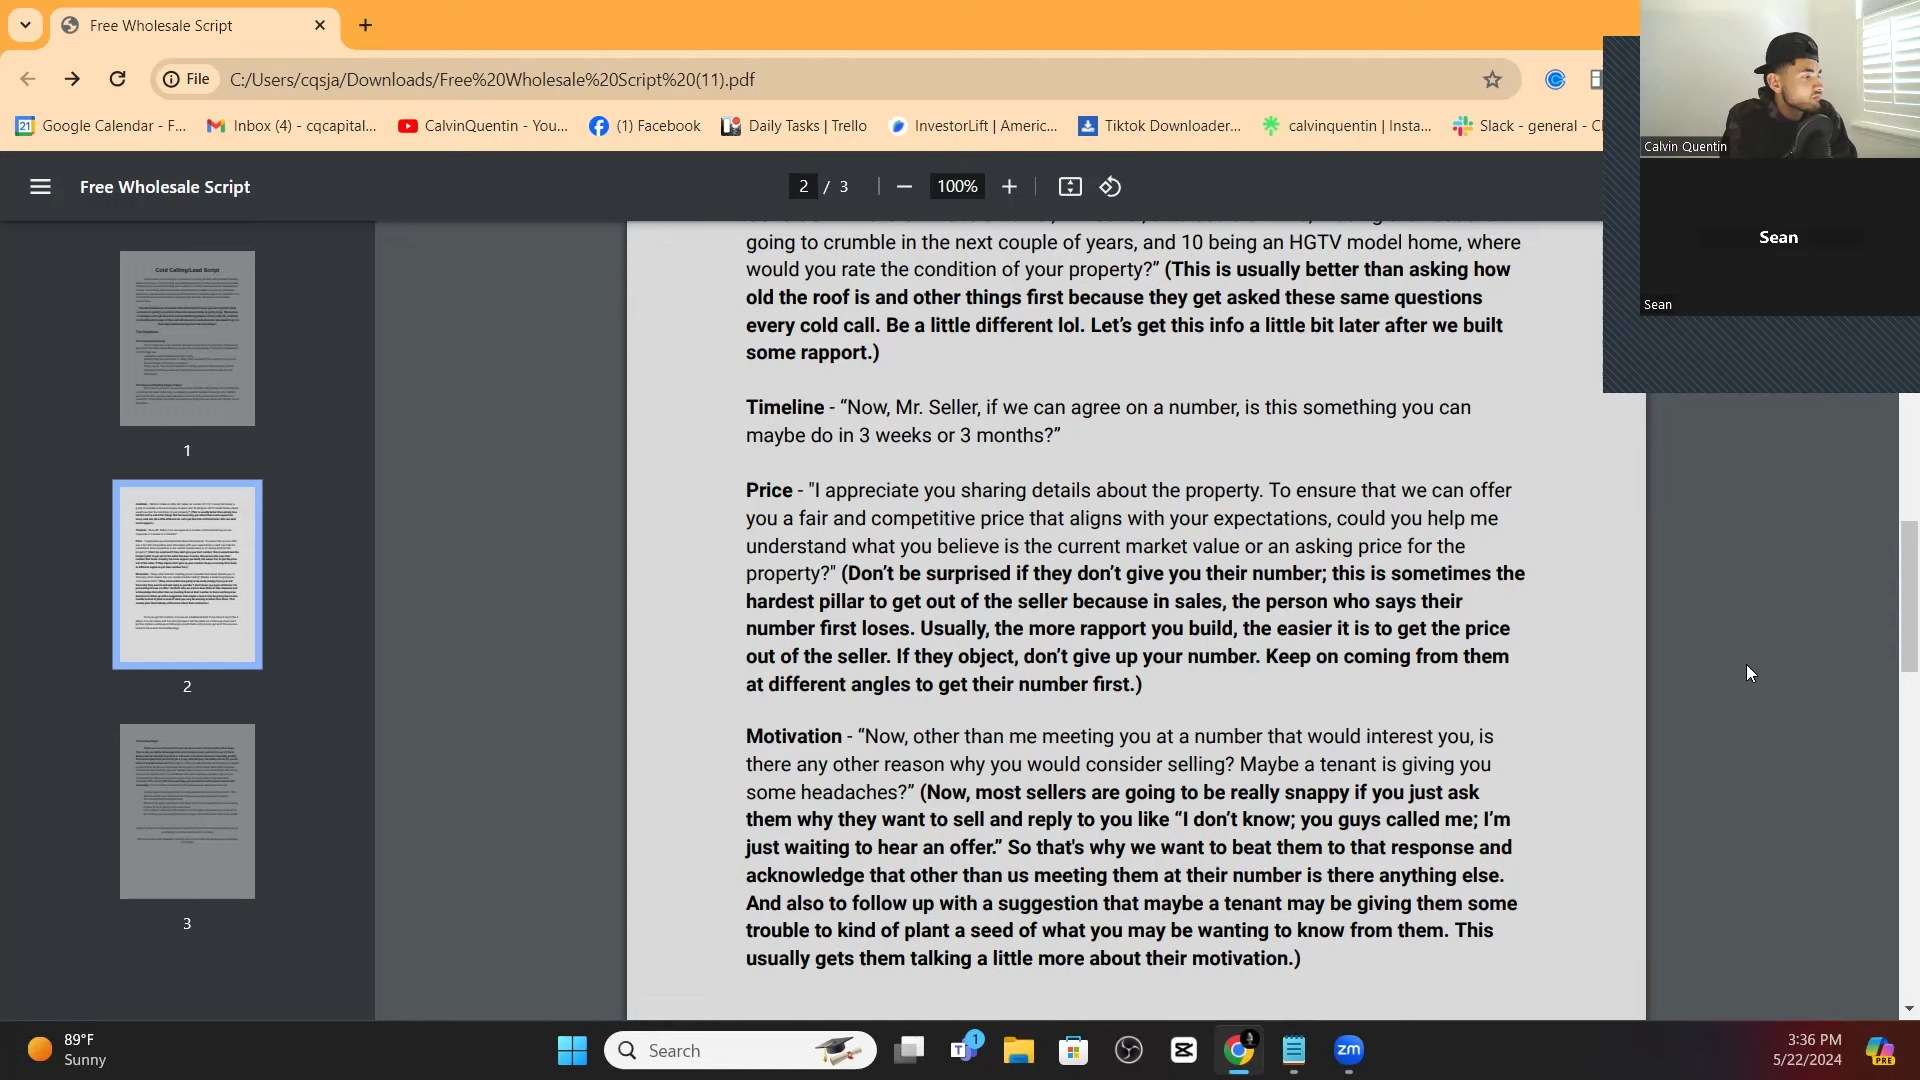 Free Wholesale Script
File
C:/Users/cqsja/Downloads/Free%20Wholesale%20Script%20(11).pdf
Google Calendar - F...
Inbox (4) - cqcapital...
CalvinQuentin - You...
(1) Facebook
Daily Tasks | Trello
InvestorLift | Americ...
Tiktok Downloader...
calvinquentin | Insta...
Slack - general - C
Calvin Quentin
Free Wholesale Script
2 / 3
100%
Sean
Sean
Cold Calling/Lead Script
1
2
3
going to crumble in the next couple of years, and 10 being an HGTV model home, where
would you rate the condition of your property?” (This is usually better than asking how
old the roof is and other things first because they get asked these same questions
every cold call. Be a little different lol. Let’s get this info a little bit later after we built
some rapport.)
Timeline - “Now, Mr. Seller, if we can agree on a number, is this something you can
maybe do in 3 weeks or 3 months?”
Price - "I appreciate you sharing details about the property. To ensure that we can offer
you a fair and competitive price that aligns with your expectations, could you help me
understand what you believe is the current market value or an asking price for the
property?" (Don’t be surprised if they don’t give you their number; this is sometimes the
hardest pillar to get out of the seller because in sales, the person who says their
number first loses. Usually, the more rapport you build, the easier it is to get the price
out of the seller. If they object, don’t give up your number. Keep on coming from them
at different angles to get their number first.)
Motivation - “Now, other than me meeting you at a number that would interest you, is
there any other reason why you would consider selling? Maybe a tenant is giving you
some headaches?” (Now, most sellers are going to be really snappy if you just ask
them why they want to sell and reply to you like “I don’t know; you guys called me; I’m
just waiting to hear an offer.” So that's why we want to beat them to that response and
acknowledge that other than us meeting them at their number is there anything else.
And also to follow up with a suggestion that maybe a tenant may be giving them some
trouble to kind of plant a seed of what you may be wanting to know from them. This
usually gets them talking a little more about their motivation.)
89°F
Sunny
Search
1
zm
3:36 PM
5/22/2024
PRE